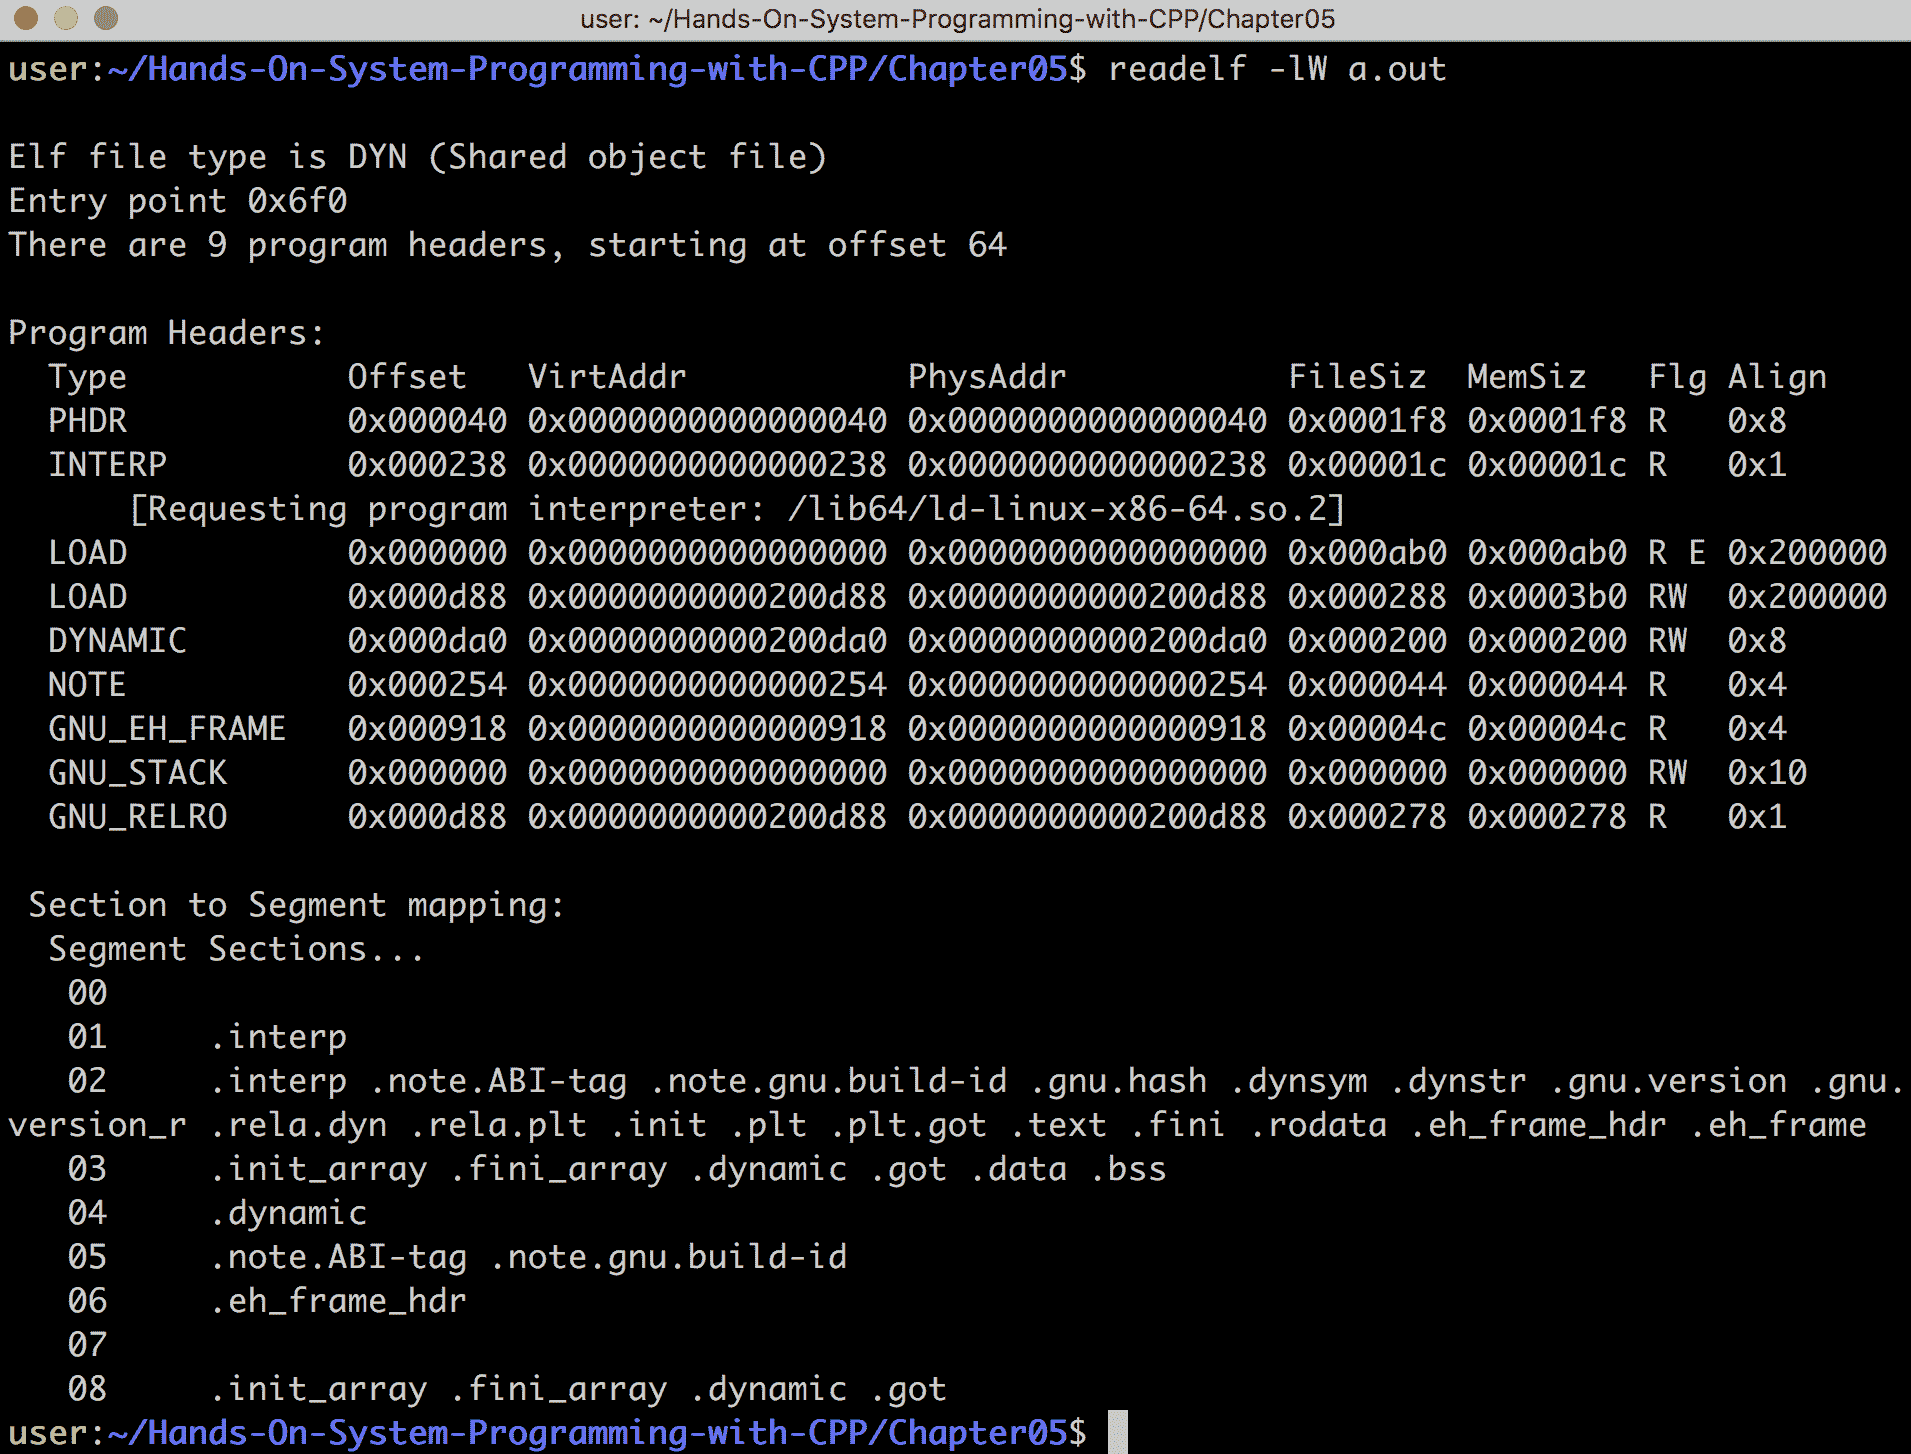 user: ~/Hands-On-System-Programming-with-CPP/Chapter05
user:~/Hands-On-System-Programming-with-CPP/Chapter05$ readelf -lW a.out

Elf file type is DYN (Shared object file)
Entry point 0x6f0
There are 9 program headers, starting at offset 64

Program Headers:
  Type           Offset   VirtAddr           PhysAddr           FileSiz  MemSiz   Flg Align
  PHDR           0x000040 0x0000000000000040 0x0000000000000040 0x0001f8 0x0001f8 R   0x8
  INTERP         0x000238 0x0000000000000238 0x0000000000000238 0x00001c 0x00001c R   0x1
      [Requesting program interpreter: /lib64/ld-linux-x86-64.so.2]
  LOAD           0x000000 0x0000000000000000 0x0000000000000000 0x000ab0 0x000ab0 R E 0x200000
  LOAD           0x000d88 0x0000000000200d88 0x0000000000200d88 0x000288 0x0003b0 RW  0x200000
  DYNAMIC        0x000da0 0x0000000000200da0 0x0000000000200da0 0x000200 0x000200 RW  0x8
  NOTE           0x000254 0x0000000000000254 0x0000000000000254 0x000044 0x000044 R   0x4
  GNU_EH_FRAME   0x000918 0x0000000000000918 0x0000000000000918 0x00004c 0x00004c R   0x4
  GNU_STACK      0x000000 0x0000000000000000 0x0000000000000000 0x000000 0x000000 RW  0x10
  GNU_RELRO      0x000d88 0x0000000000200d88 0x0000000000200d88 0x000278 0x000278 R   0x1

 Section to Segment mapping:
  Segment Sections...
   00
   01     .interp
   02     .interp .note.ABI-tag .note.gnu.build-id .gnu.hash .dynsym .dynstr .gnu.version .gnu.
version_r .rela.dyn .rela.plt .init .plt .plt.got .text .fini .rodata .eh_frame_hdr .eh_frame
   03     .init_array .fini_array .dynamic .got .data .bss
   04     .dynamic
   05     .note.ABI-tag .note.gnu.build-id
   06     .eh_frame_hdr
   07
   08     .init_array .fini_array .dynamic .got
user:~/Hands-On-System-Programming-with-CPP/Chapter05$